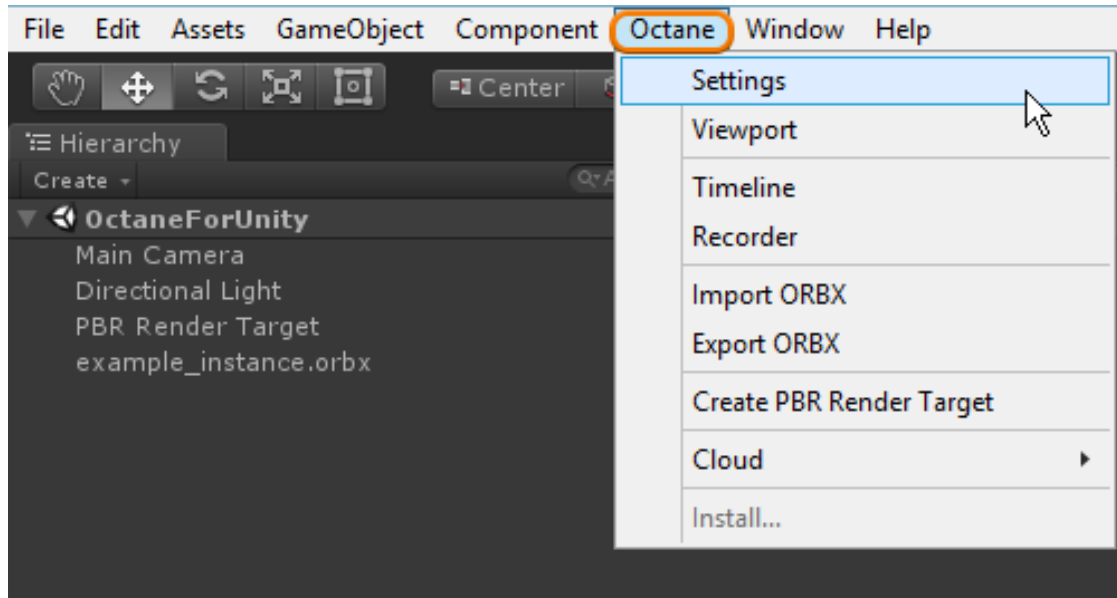 File Edit Assets GameObject Component Octane Window Help
Center
Hierarchy
Create
OctaneForUnity
Main Camera
Directional Light
PBR Render Target
example_instance.orbx
Settings
Viewport
Timeline
Recorder
Import ORBX
Export ORBX
Create PBR Render Target
Cloud
Install...